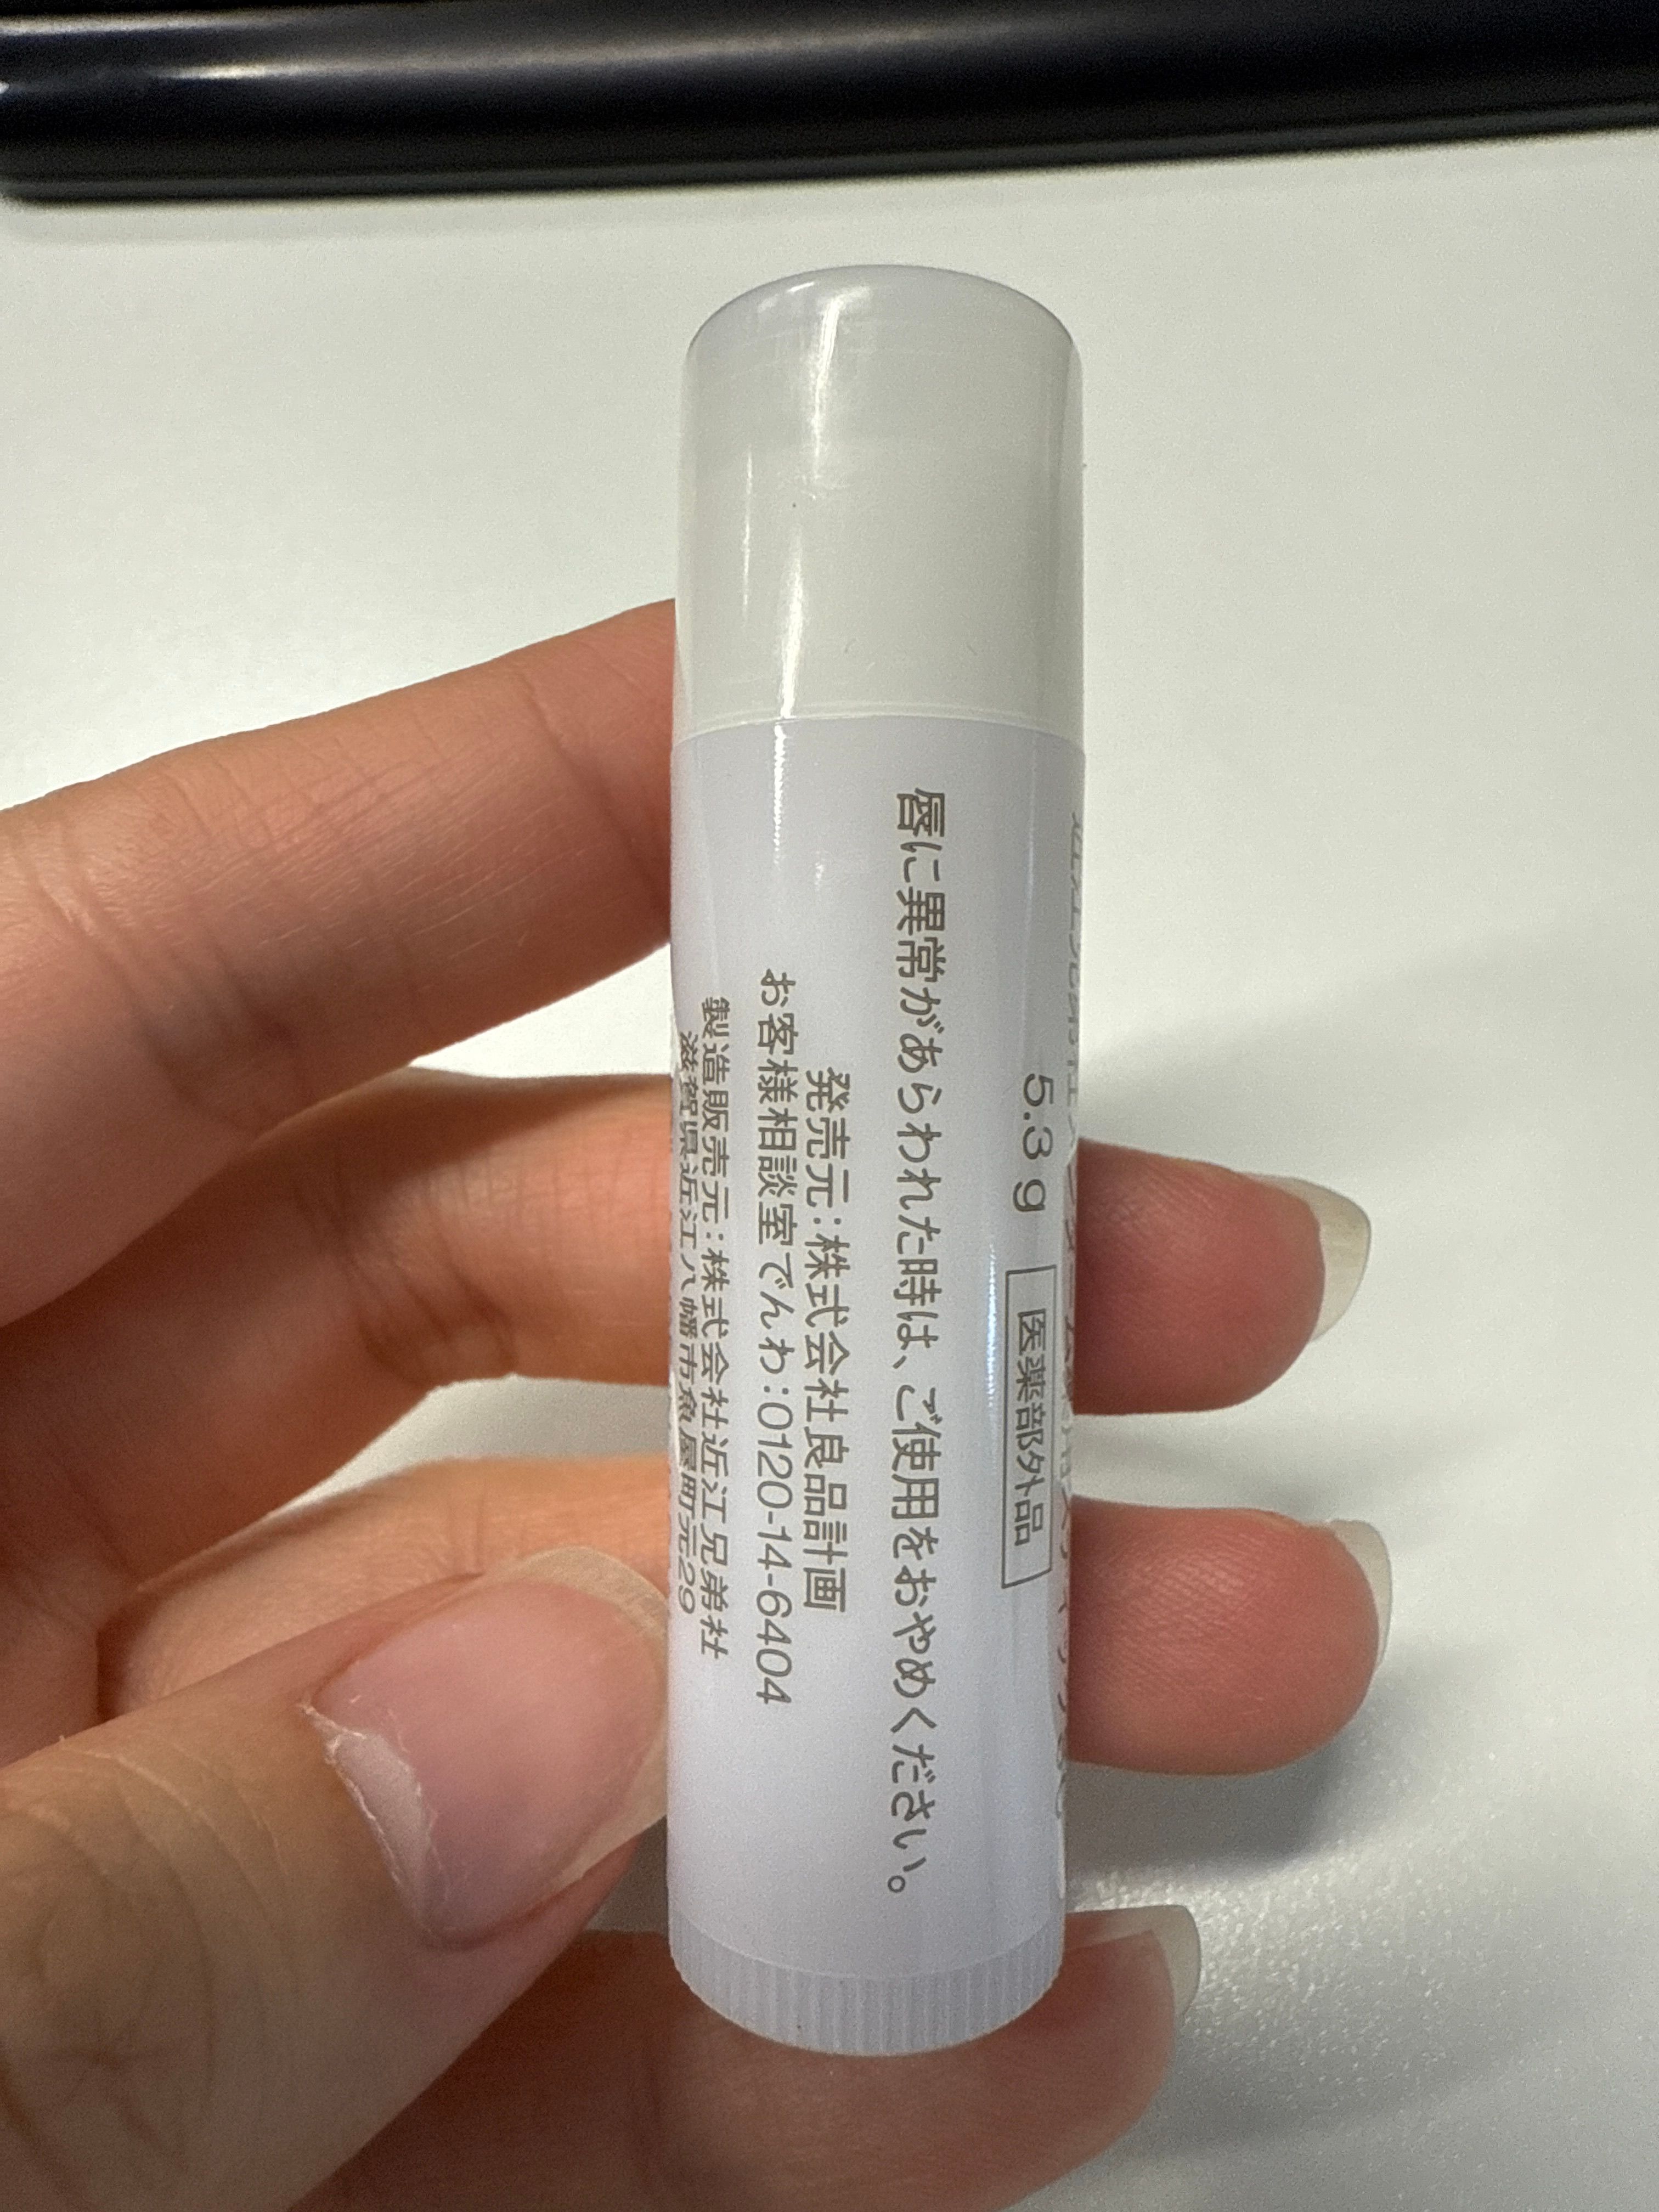 5.3g 医薬部外品
唇に異常があらわれた時は、ご使用をおやめください。
発売元:株式会社良品計画
お客様相談室でんわ:0120-14-6404
製造販売元:株式会社近江兄弟社
滋賀県近江八幡市魚屋町元29